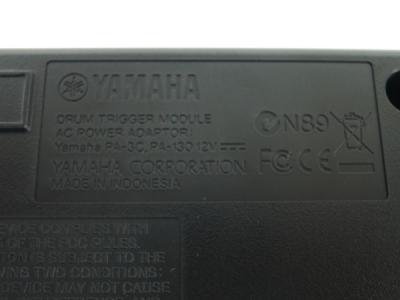 YAMAHA
DRUM TRIGGER MODULE
AC POWER ADAPTOR:
Yamaha PA-3C, PA-130 12V
N89
YAMAHA CORPORATION
FC CE
MADE IN INDONESIA
DEVICE COMPLIES WITH
OF THE FCC RULES.
TION IS SUBJECT TO THE
WING TWO CONDITIONS:
DEVICE MAY NOT CAUSE